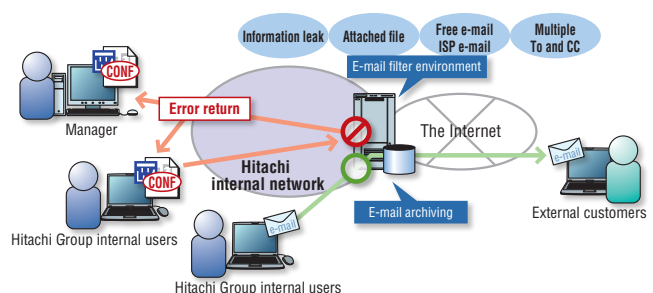 Information leak
Attached file
Free e-mail
ISP e-mail
Multiple
To and CC
E-mail filter environment
CONF
Manager
Error return
The Internet
e-mail
Hitachi
internal network
CONF
E-mail archiving
External customers
Hitachi Group internal users
e-mail
Hitachi Group internal users